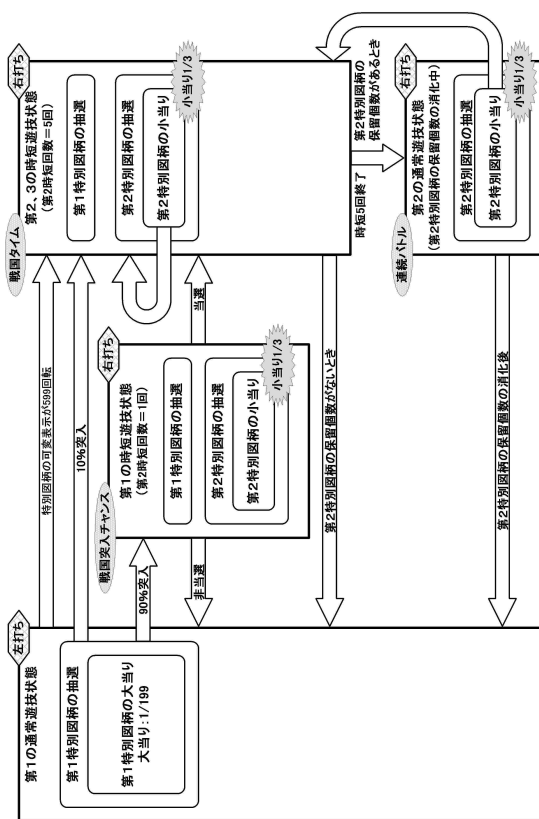 第1の通常遊技状態
左打ち
第1特別図柄の抽選
第1特別図柄の大当り
大当り:1/199
特別図柄の可変表示が599回転
10%突入
90%突入
戦国突入チャンス
右打ち
第1の時短遊技状態
(第2時短回数=1回)
第1特別図柄の抽選
第2特別図柄の抽選
第2特別図柄の小当り
小当り1/3
当選
非当選
戦国タイム
右打ち
第2、3の時短遊技状態
(第2時短回数=5回)
第1特別図柄の抽選
第2特別図柄の抽選
第2特別図柄の小当り
小当り1/3
第2特別図柄の保留個数がないとき
時短5回終了
第2特別図柄の
保留個数があるとき
連続バトル
右打ち
第2の通常遊技状態
(第2特別図柄の保留個数の消化中)
第2特別図柄の抽選
第2特別図柄の小当り
小当り1/3
第2特別図柄の保留個数の消化後